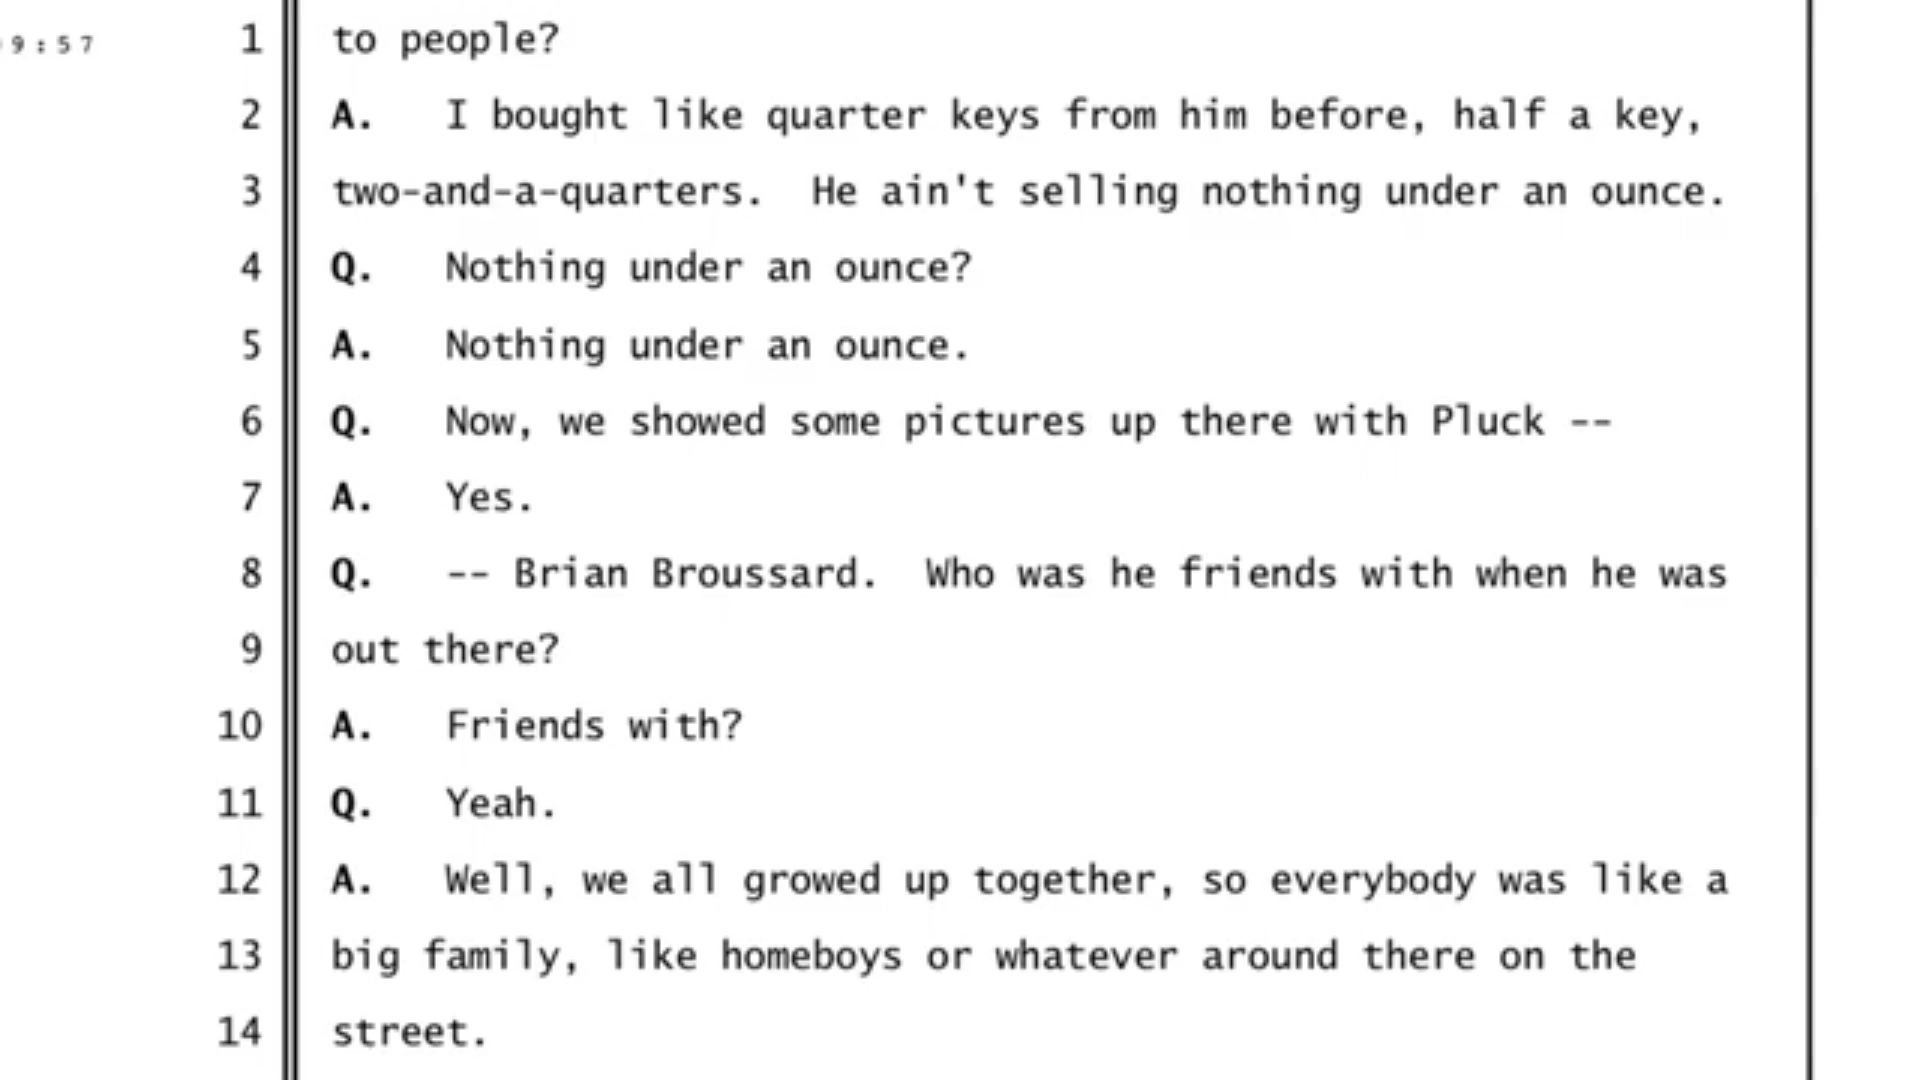 9:57 1 to people?
2 A. I bought like quarter keys from him before, half a key,
3 two-and-a-quarters. He ain't selling nothing under an ounce.
4 Q. Nothing under an ounce?
5 A. Nothing under an ounce.
6 Q. Now, we showed some pictures up there with Pluck --
7 A. Yes.
8 Q. -- Brian Broussard. Who was he friends with when he was
9 out there?
10 A. Friends with?
11 Q. Yeah.
12 A. Well, we all growed up together, so everybody was like a
13 big family, like homeboys or whatever around there on the
14 street.